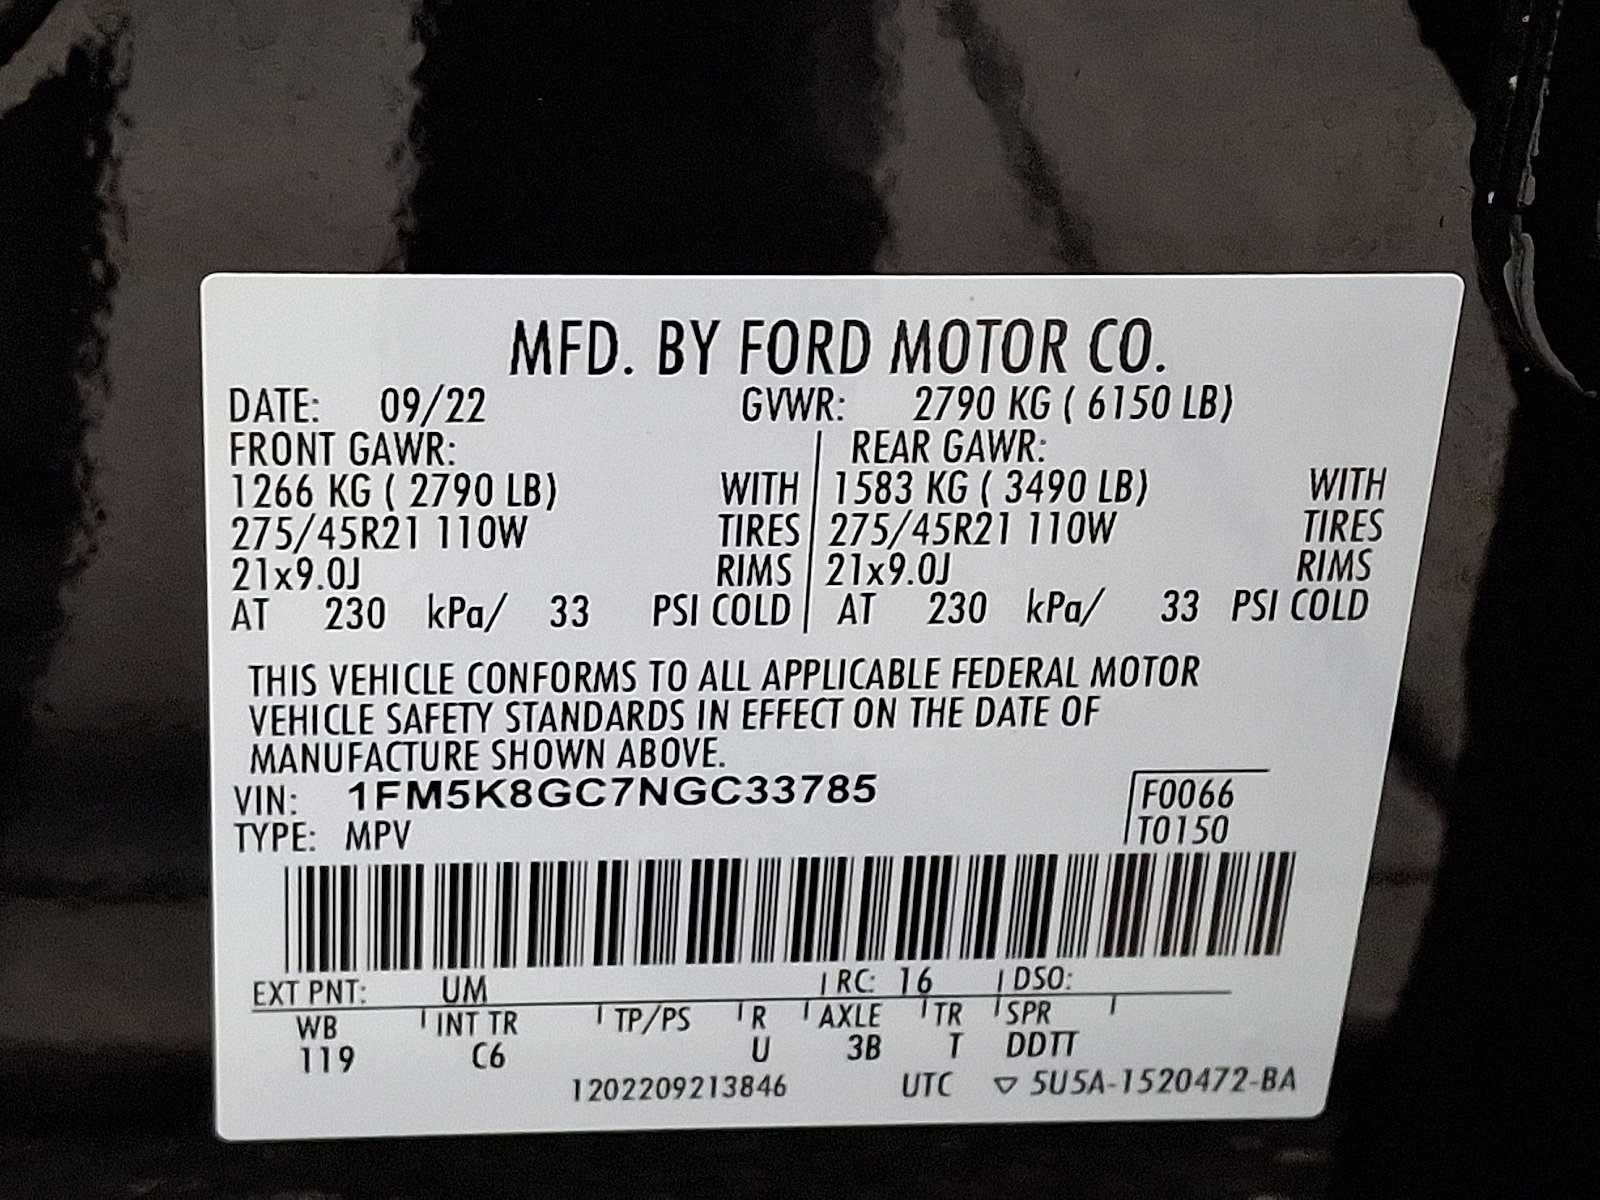 MFD. BY FORD MOTOR CO.
DATE: 09/22 GVWR: 2790 KG ( 6150 LB)
FRONT GAWR: REAR GAWR:
1266 KG ( 2790 LB) WITH 1583 KG ( 3490 LB) WITH
275/45R21 110W TIRES 275/45R21 110W TIRES
21x9.0J RIMS 21x9.0J RIMS
AT 230 kPa/ 33 PSI COLD AT 230 kPa/ 33 PSI COLD
THIS VEHICLE CONFORMS TO ALL APPLICABLE FEDERAL MOTOR
VEHICLE SAFETY STANDARDS IN EFFECT ON THE DATE OF
MANUFACTURE SHOWN ABOVE.
VIN: 1FM5K8GC7NGC33785 F0066
TYPE: MPV T0150
EXT PNT: UM RC: 16 DSO:
WB INT TR TP/PS R AXLE TR SPR
119 C6 U 3B T DDTT
1202209213846 UTC ▽ 5U5A-1520472-BA